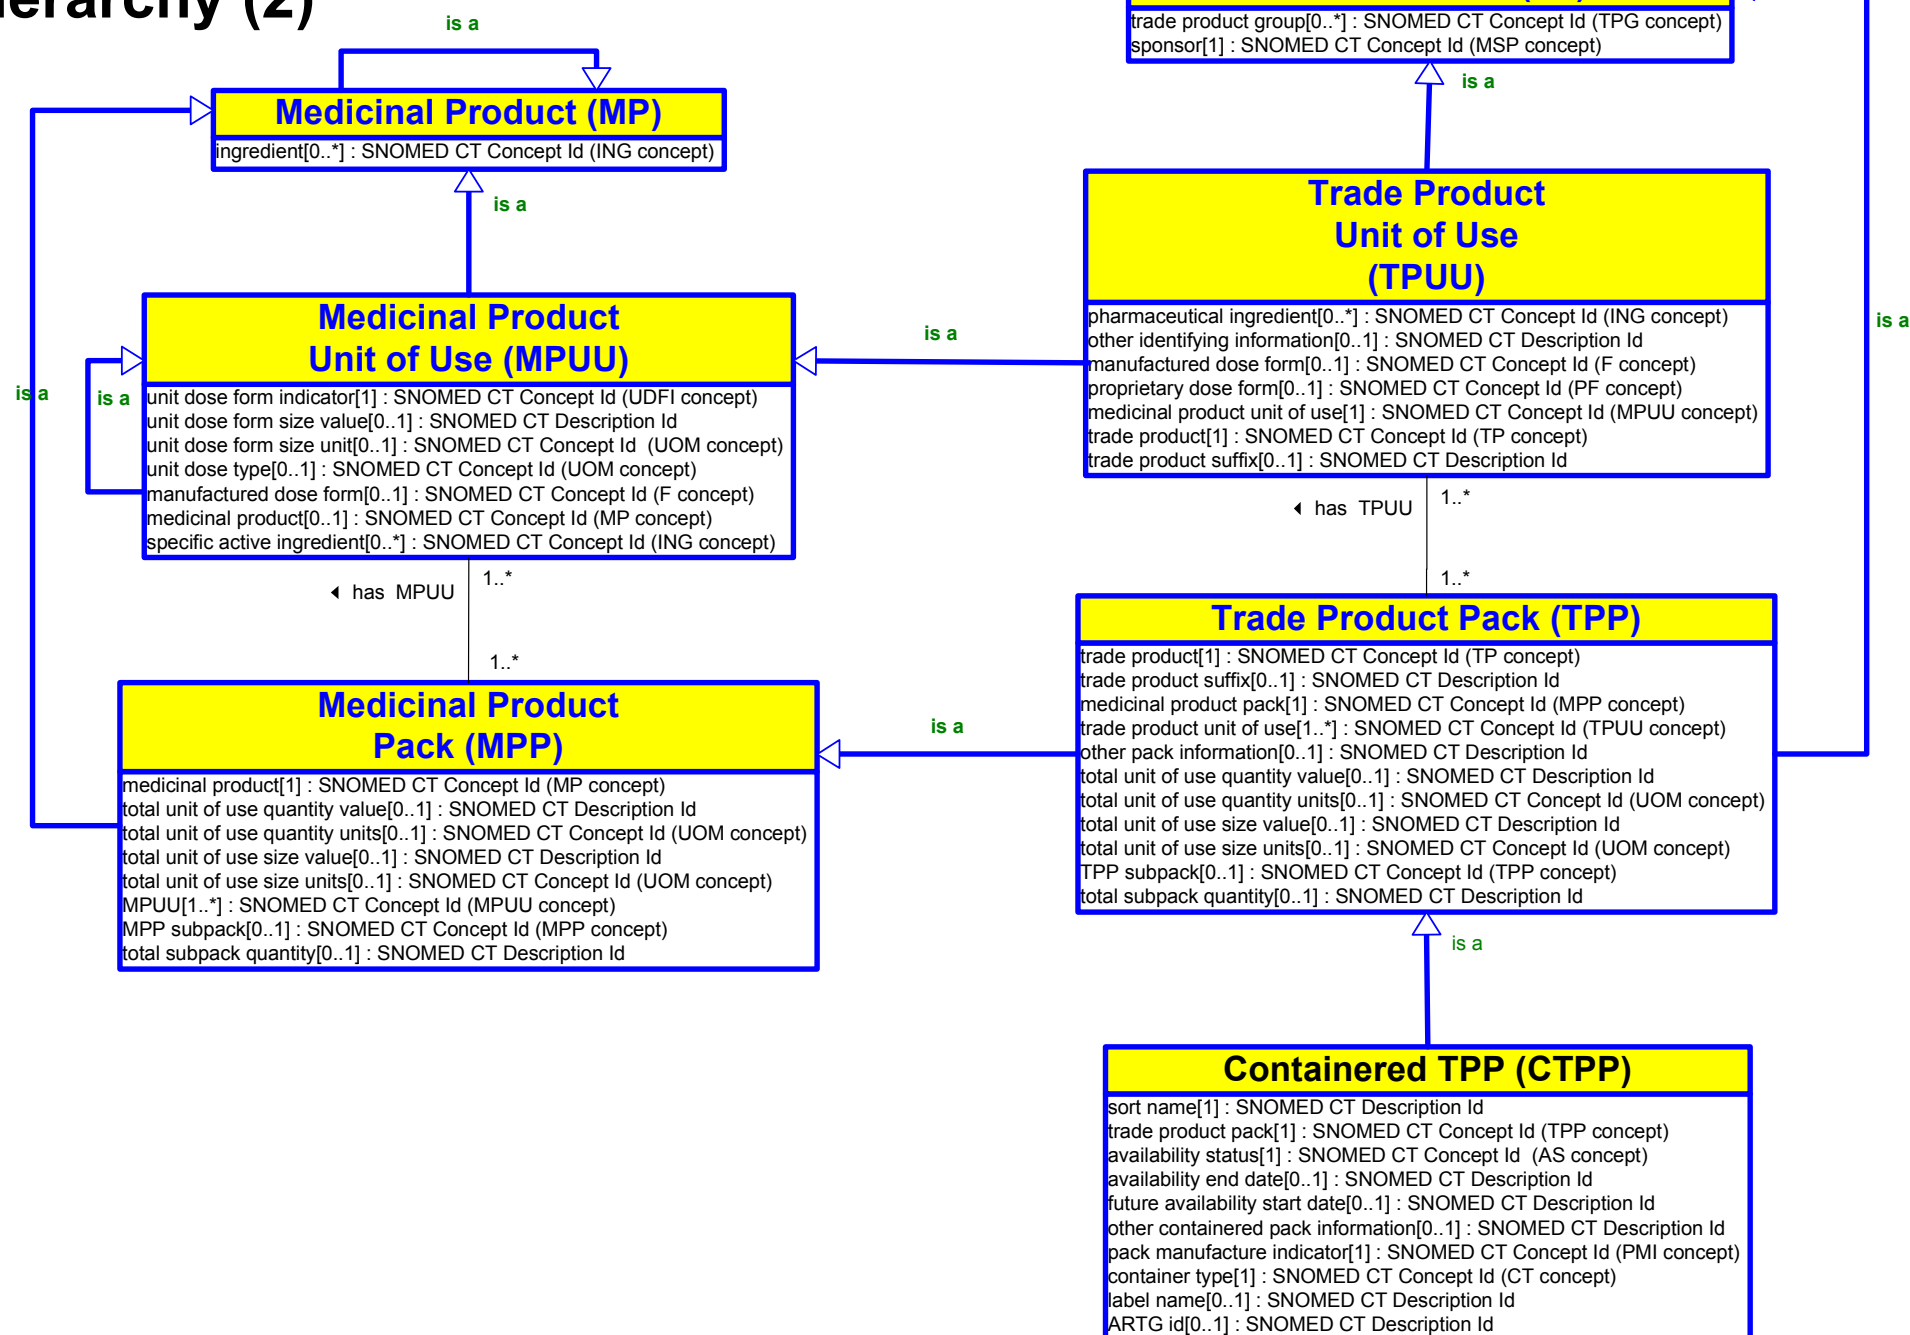 erarchy (2)
is a
Medicinal Product (MP)
ingredient[0..*] : SNOMED CT Concept Id (ING concept)
is a
Medicinal Product
Unit of Use (MPUU)
unit dose form indicator[1] : SNOMED CT Concept Id (UDFI concept)
unit dose form size value[0..1] : SNOMED CT Description Id
unit dose form size unit[0..1] : SNOMED CT Concept Id (UOM concept)
unit dose type[0..1] : SNOMED CT Concept Id (UOM concept)
manufactured dose form[0..1] : SNOMED CT Concept Id (F concept)
medicinal product[0..1] : SNOMED CT Concept Id (MP concept)
specific active ingredient[0..*] : SNOMED CT Concept Id (ING concept)
is a
is a
1..*
has MPUU
1..*
Medicinal Product
Pack (MPP)
medicinal product[1] : SNOMED CT Concept Id (MP concept)
total unit of use quantity value[0..1] : SNOMED CT Description Id
total unit of use quantity units[0..1] : SNOMED CT Concept Id (UOM concept)
total unit of use size value[0..1] : SNOMED CT Description Id
total unit of use size units[0..1] : SNOMED CT Concept Id (UOM concept)
MPUU[1..*] : SNOMED CT Concept Id (MPUU concept)
MPP subpack[0..1] : SNOMED CT Concept Id (MPP concept)
total subpack quantity[0..1] : SNOMED CT Description Id
is a
is a
trade product group[0..*] : SNOMED CT Concept Id (TPG concept)
sponsor[1] : SNOMED CT Concept Id (MSP concept)
is a
Trade Product
Unit of Use
(TPUU)
pharmaceutical ingredient[0..*] : SNOMED CT Concept Id (ING concept)
other identifying information[0..1] : SNOMED CT Description Id
manufactured dose form[0..1] : SNOMED CT Concept Id (F concept)
proprietary dose form[0..1] : SNOMED CT Concept Id (PF concept)
medicinal product unit of use[1] : SNOMED CT Concept Id (MPUU concept)
trade product[1] : SNOMED CT Concept Id (TP concept)
trade product suffix[0..1] : SNOMED CT Description Id
is a
1..*
has TPUU
1..*
Trade Product Pack (TPP)
trade product[1] : SNOMED CT Concept Id (TP concept)
trade product suffix[0..1] : SNOMED CT Description Id
medicinal product pack[1] : SNOMED CT Concept Id (MPP concept)
trade product unit of use[1..*] : SNOMED CT Concept Id (TPUU concept)
other pack information[0..1] : SNOMED CT Description Id
total unit of use quantity value[0..1] : SNOMED CT Description Id
total unit of use quantity units[0..1] : SNOMED CT Concept Id (UOM concept)
total unit of use size value[0..1] : SNOMED CT Description Id
total unit of use size units[0..1] : SNOMED CT Concept Id (UOM concept)
TPP subpack[0..1] : SNOMED CT Concept Id (TPP concept)
total subpack quantity[0..1] : SNOMED CT Description Id
is a
Containered TPP (CTPP)
sort name[1] : SNOMED CT Description Id
trade product pack[1] : SNOMED CT Concept Id (TPP concept)
availability status[1] : SNOMED CT Concept Id (AS concept)
availability end date[0..1] : SNOMED CT Description Id
future availability start date[0..1] : SNOMED CT Description Id
other containered pack information[0..1] : SNOMED CT Description Id
pack manufacture indicator[1] : SNOMED CT Concept Id (PMI concept)
container type[1] : SNOMED CT Concept Id (CT concept)
label name[0..1] : SNOMED CT Description Id
ARTG id[0..1] : SNOMED CT Description Id